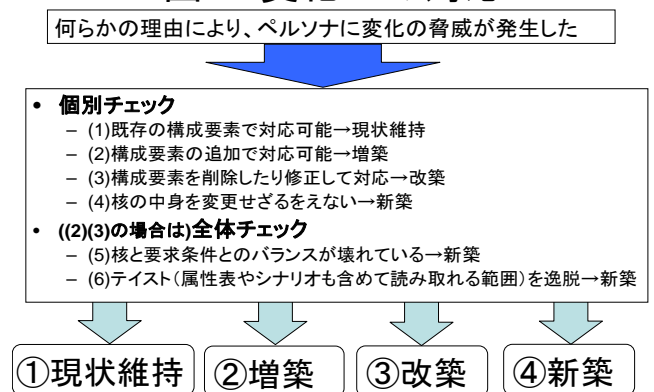 何らかの理由により、ペルソナに変化の脅威が発生した
• 個別チェック
– (1)既存の構成要素で対応可能→現状維持
– (2)構成要素の追加で対応可能→増築
– (3)構成要素を削除したり修正して対応→改築
– (4)核の中身を変更せざるをえない→新築
• ((2)(3)の場合は)全体チェック
– (5)核と要求条件とのバランスが壊れている→新築
– (6)テイスト(属性表やシナリオも含めて読み取れる範囲)を逸脱→新築
①現状維持 ②増築 ③改築 ④新築